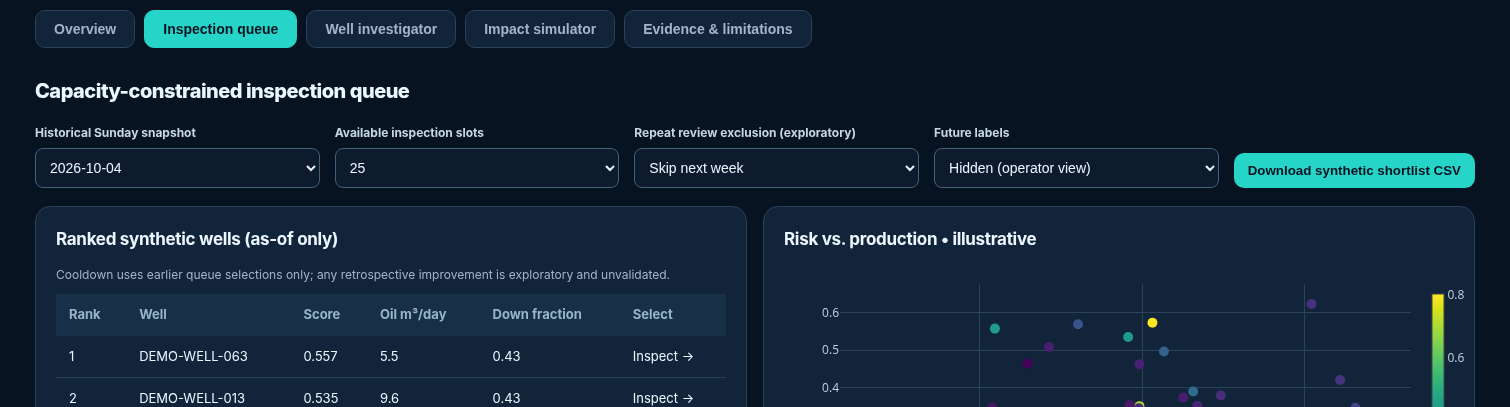 Overview Inspection queue Well investigator Impact simulator Evidence & limitations
Capacity-constrained inspection queue
Historical Sunday snapshot Available inspection slots Repeat review exclusion (exploratory) Future labels
2026-10-04 25 Skip next week Hidden (operator view) Download synthetic shortlist CSV
Ranked synthetic wells (as-of only)
Cooldown uses earlier queue selections only; any retrospective improvement is exploratory and unvalidated.
Rank Well Score Oil m³/day Down fraction Select
1 DEMO-WELL-063 0.557 5.5 0.43 Inspect →
2 DEMO-WELL-013 0.535 9.6 0.43 Inspect →
Risk vs. production • illustrative
0.6
0.5
0.4
0.8
0.6